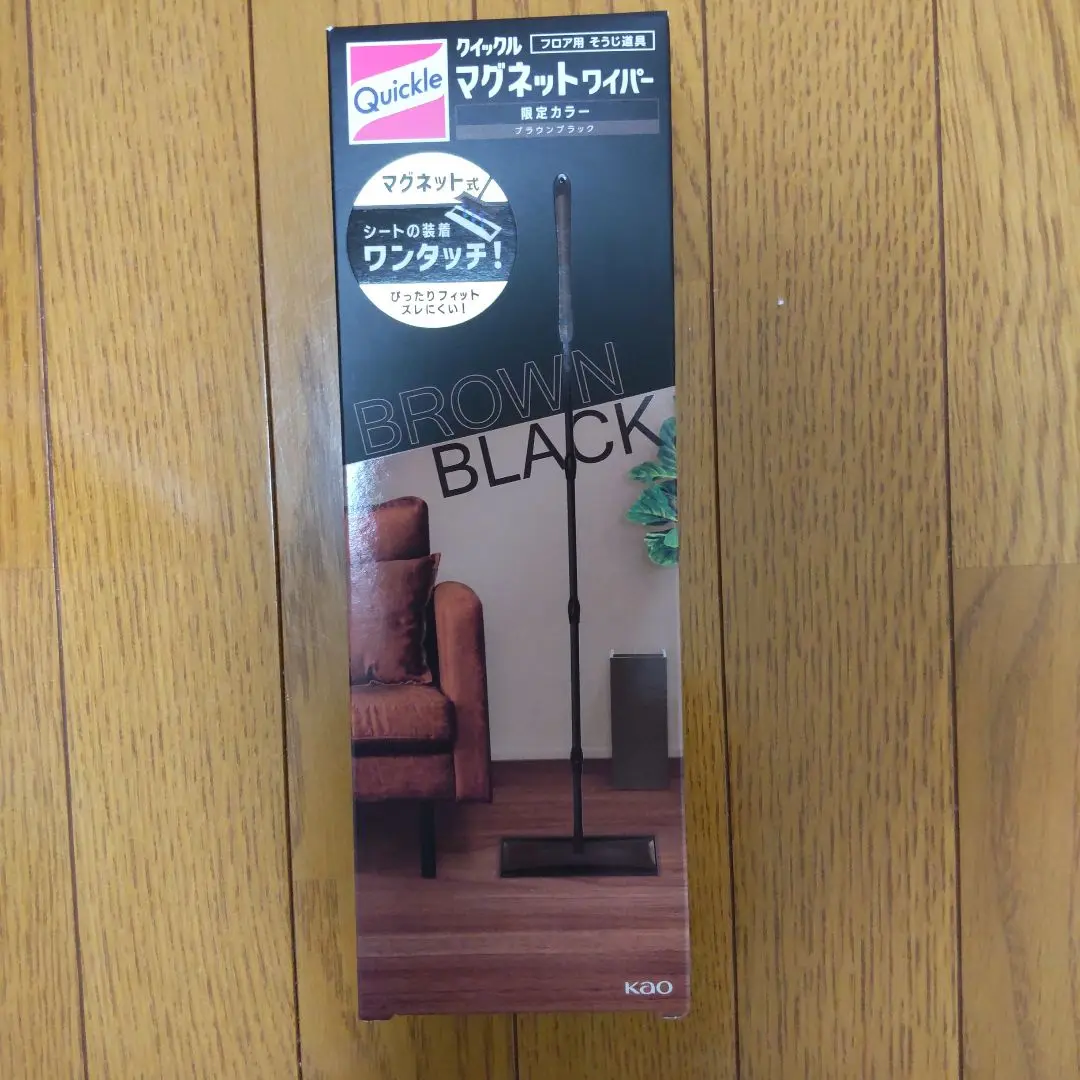 Quickle
クイックル
フロア用 そうじ道具
マグネットワイパー
限定カラー
ブラウンブラック
マグネット式
シートの装着
ワンタッチ!
ぴったりフィット
ズレにくい!
BROWN
BLACK
Kao